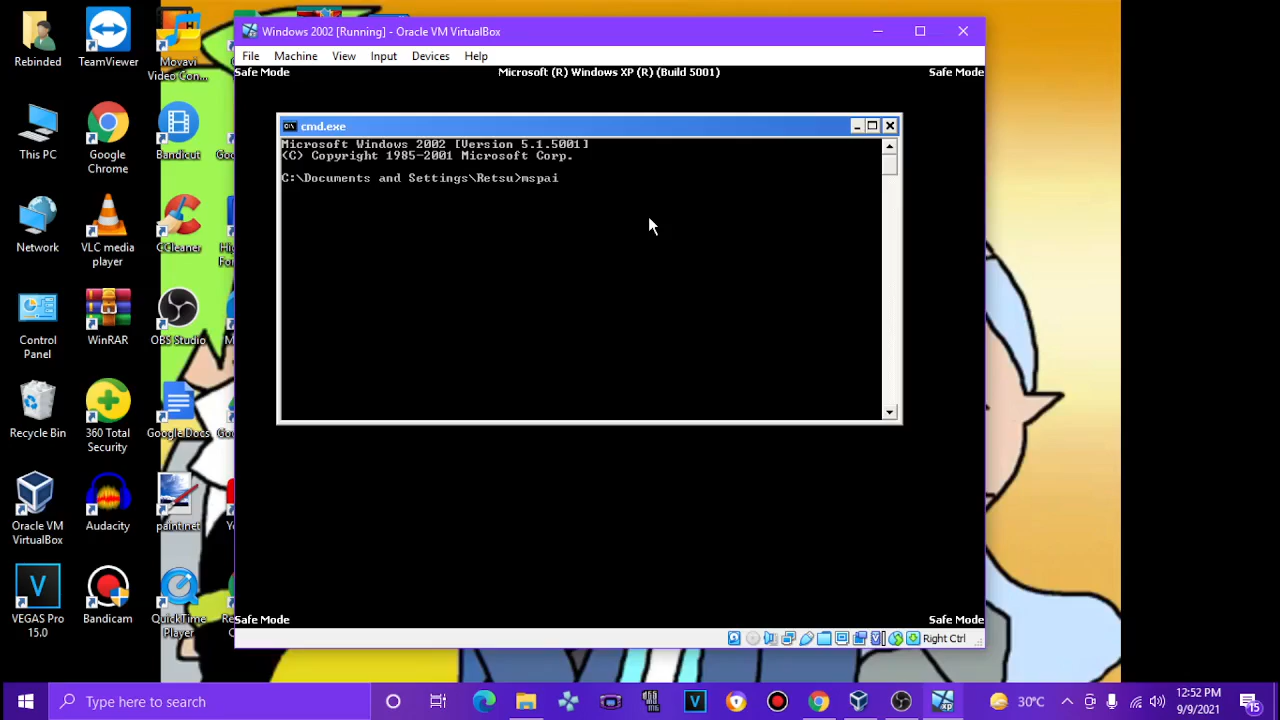 Rebinded
TeamViewer
Movavi
Video Con...
This PC
Google
Chrome
Bandicut
Network
VLC media
player
CCleaner
Control
Panel
WinRAR
OBS Studio
Recycle Bin
360 Total
Security
Google Docs
Oracle VM
VirtualBox
Audacity
paint.net
VEGAS Pro
15.0
Bandicam
QuickTime
Player
Windows 2002 [Running] - Oracle VM VirtualBox
File Machine View Input Devices Help
Safe Mode Microsoft (R) Windows XP (R) (Build 5001) Safe Mode
cmd.exe
Microsoft Windows 2002 [Version 5.1.5001]
(C) Copyright 1985-2001 Microsoft Corp.
C:\Documents and Settings\Retsu>mspai
Safe Mode Safe Mode
Right Ctrl
Type here to search
30°C
12:52 PM
9/9/2021
15